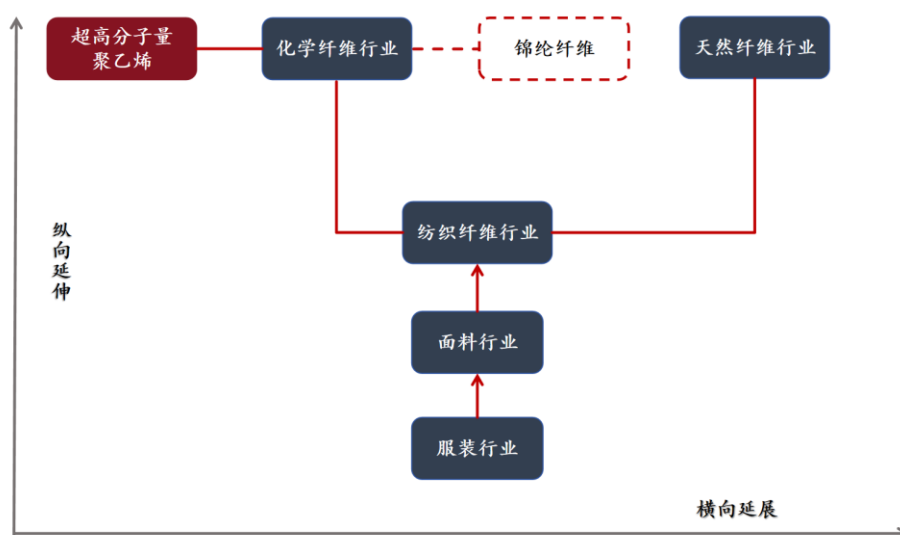 超高分子量
聚乙烯
化学纤维行业
锦纶纤维
天然纤维行业
纺织纤维行业
纵
向
延
伸
面料行业
服装行业
横向延展